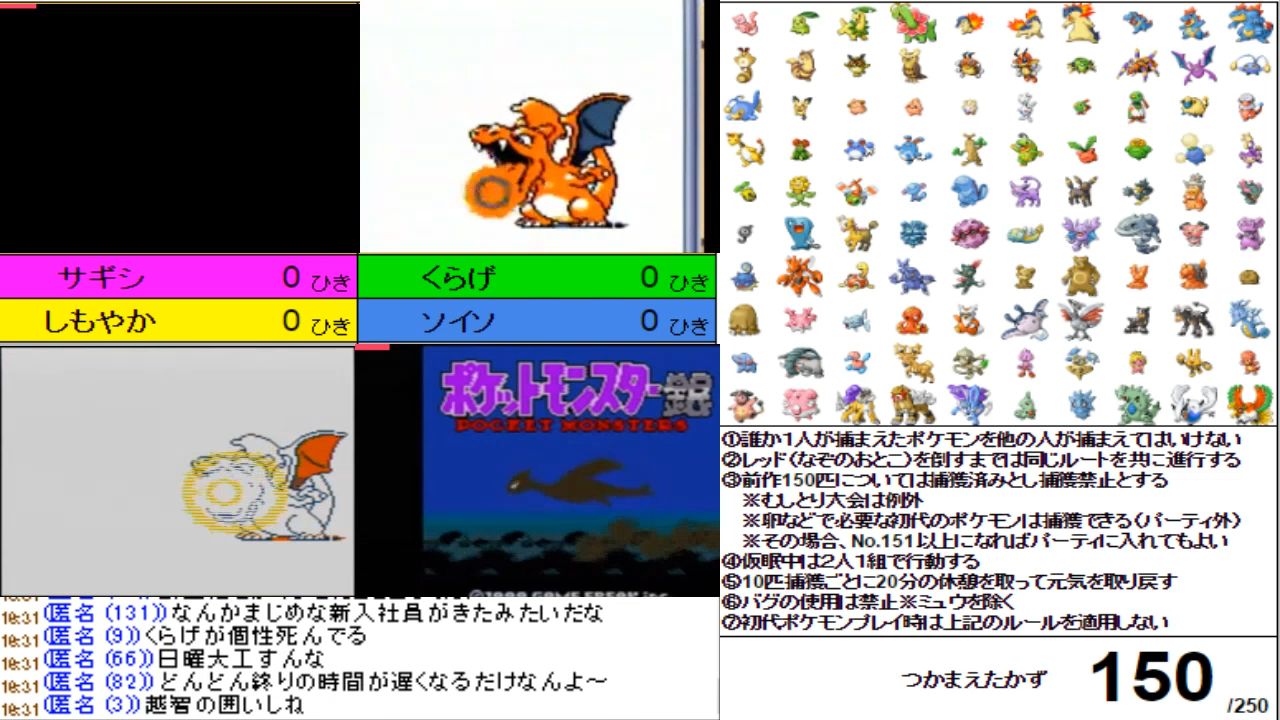 サギシ 0 ひき
くらげ 0 ひき
しもやか 0 ひき
ソイソ 0 ひき
ポケットモンスター銀
POCKET MONSTERS
©1999 GAME FREAK inc.
18:31 (匿名 (131)) なんかまじめな新入社員がきたみたいだな
18:31 (匿名 (9)) くらげが個性死んでる
18:31 (匿名 (66)) 日曜大工すんな
18:31 (匿名 (82)) どんどん終りの時間が遅くなるだけなんよ～
18:31 (匿名 (3)) 越智の囲いしね
①誰か1人が捕まえたポケモンを他の人が捕まえてはいけない
②レッド(なぞのおとこ)を倒すまでは同じルートを共に進行する
③前作150匹については捕獲済みとし捕獲禁止とする
※むしとり大会は例外
※卵などで必要な初代のポケモンは捕獲できる(パーティ外)
※その場合、No.151以上になればパーティに入れてもよい
④仮眠中は2人1組で行動する
⑤10匹捕獲ごとに20分の休憩を取って元気を取り戻す
⑥バグの使用は禁止※ミュウを除く
⑦初代ポケモンプレイ時は上記のルールを適用しない
つかまえたかず 150 /250